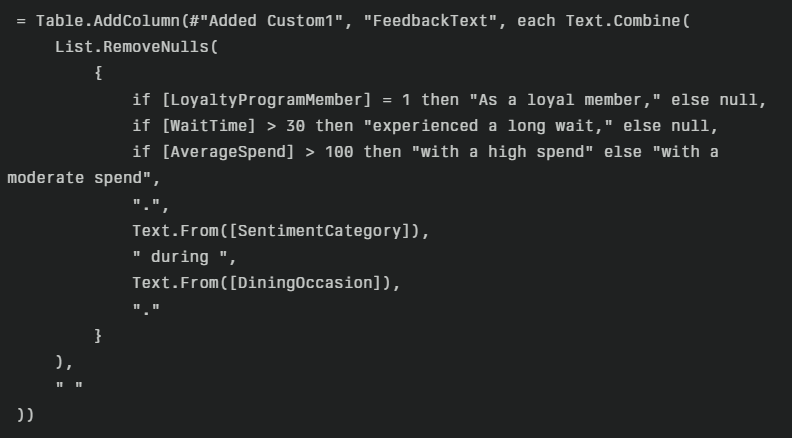 = Table.AddColumn(#"Added Custom1", "FeedbackText", each Text.Combine(
List.RemoveNulls(
{
if [LoyaltyProgramMember] = 1 then "As a loyal member," else null,
if [WaitTime] > 30 then "experienced a long wait," else null,
if [AverageSpend] > 100 then "with a high spend" else "with a
moderate spend",
".",
Text.From([SentimentCategory]),
" during ",
Text.From([DiningOccasion]),
"."
}
),
" "
))